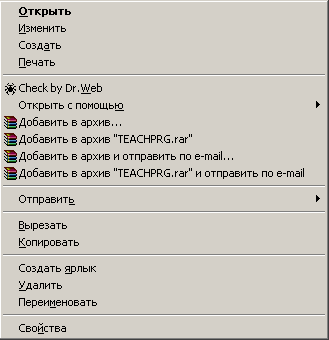 Открыть
Изменить
Создать
Печать
Check by Dr.Web
Открыть с помощью
Добавить в архив...
Добавить в архив "TEACHPRG.rar"
Добавить в архив и отправить по e-mail...
Добавить в архив "TEACHPRG.rar" и отправить по e-mail
Отправить
Вырезать
Копировать
Создать ярлык
Удалить
Переименовать
Свойства